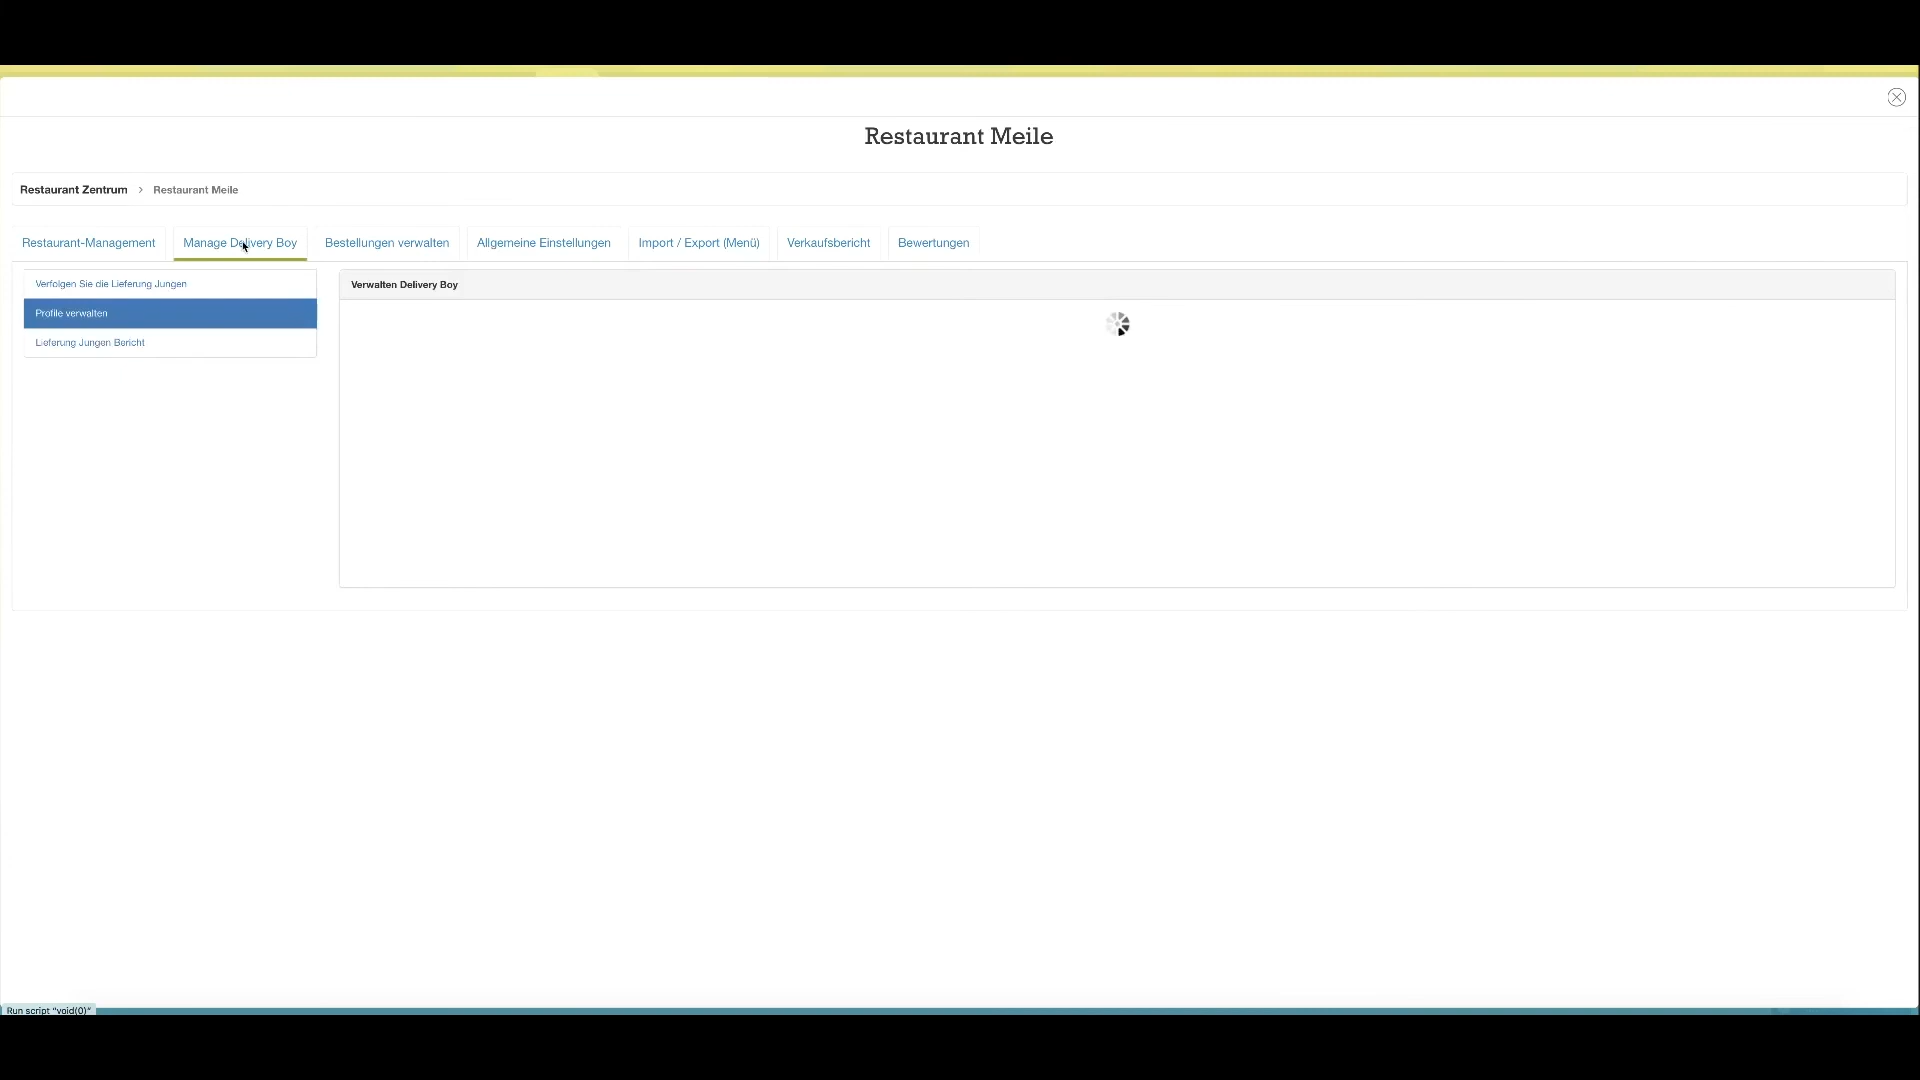 Restaurant Meile
Restaurant Zentrum > Restaurant Meile
Restaurant-Management Manage Delivery Boy Bestellungen verwalten Allgemeine Einstellungen Import / Export (Menü) Verkaufsbericht Bewertungen
Verfolgen Sie die Lieferung Jungen
Profile verwalten
Lieferung Jungen Bericht
Verwalten Delivery Boy
Run script "void(0)"